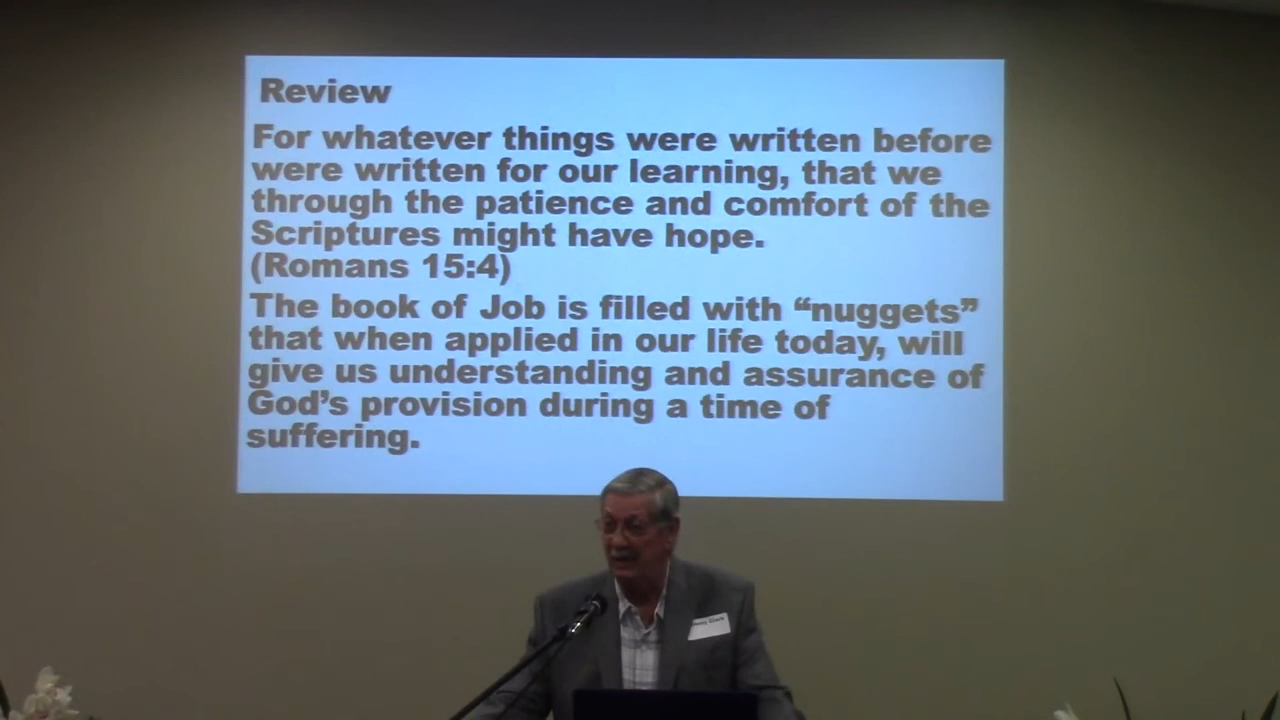 Review
For whatever things were written before
were written for our learning, that we
through the patience and comfort of the
Scriptures might have hope.
(Romans 15:4)
The book of Job is filled with “nuggets”
that when applied in our life today, will
give us understanding and assurance of
God’s provision during a time of
suffering.
Clark